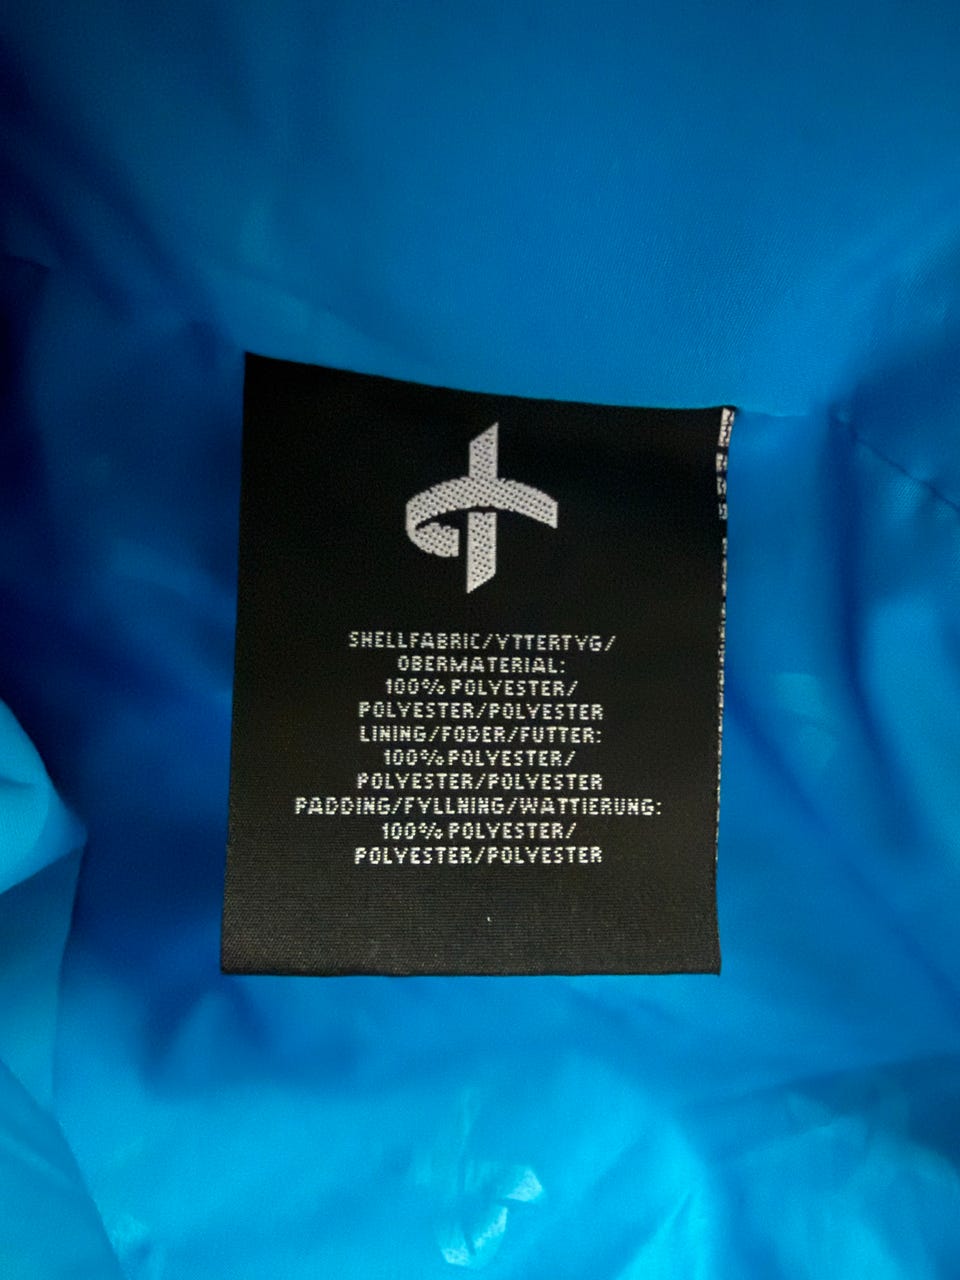 SHELLFABRIC/YTTERTYG/
OBERMATERIAL:
100% POLYESTER/
POLYESTER/POLYESTER
LINING/FODER/FUTTER:
100% POLYESTER/
POLYESTER/POLYESTER
PADDING/FYLLNING/WATTIERUNG:
100% POLYESTER/
POLYESTER/POLYESTER